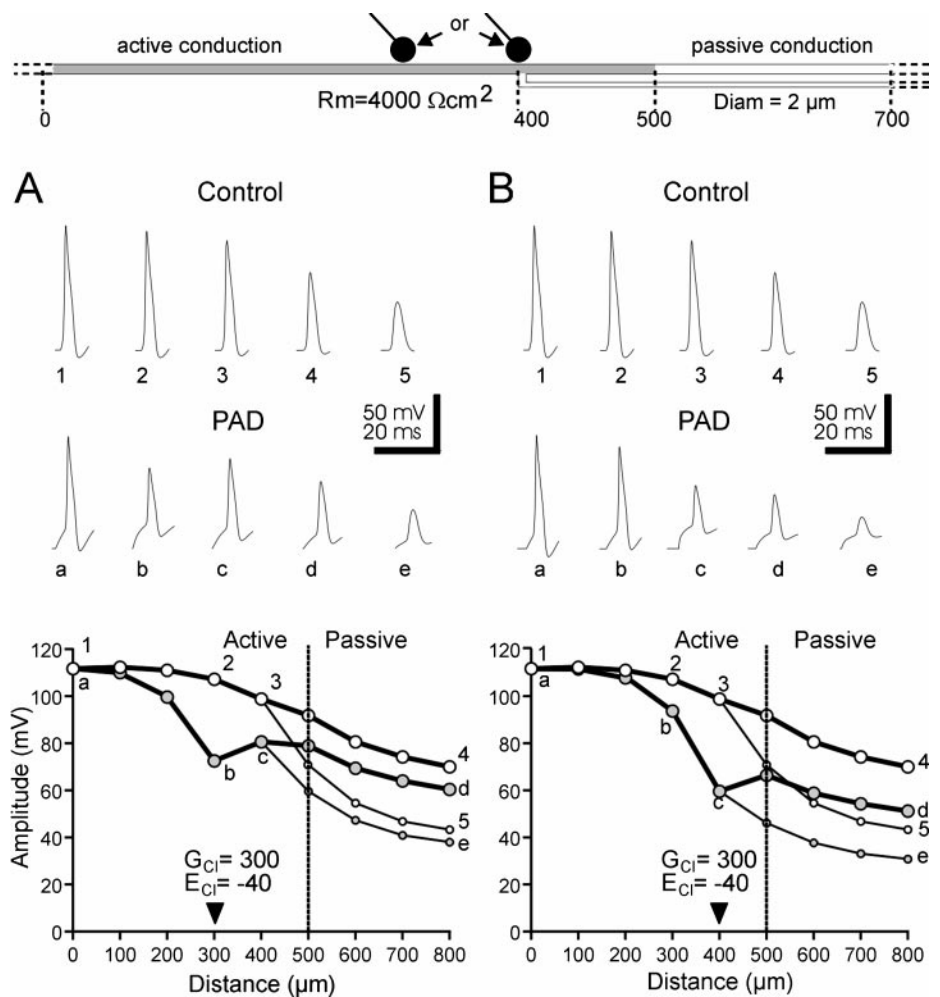 or
active conduction
passive conduction
Rm=4000 Ωcm²
Diam = 2 µm
0
400
500
700
A
Control
1 2 3 4 5
PAD
50 mV
20 ms
a b c d e
B
Control
1 2 3 4 5
PAD
50 mV
20 ms
a b c d e
Amplitude (mV)
120
100
80
60
40
20
0
Active
Passive
1
2
3
4
5
a
b
c
d
e
GCl= 300
ECl= -40
0 100 200 300 400 500 600 700 800
Distance (µm)
120
100
80
60
40
20
0
Active
Passive
1
2
3
4
5
a
b
c
d
e
GCl= 300
ECl= -40
0 100 200 300 400 500 600 700 800
Distance (µm)